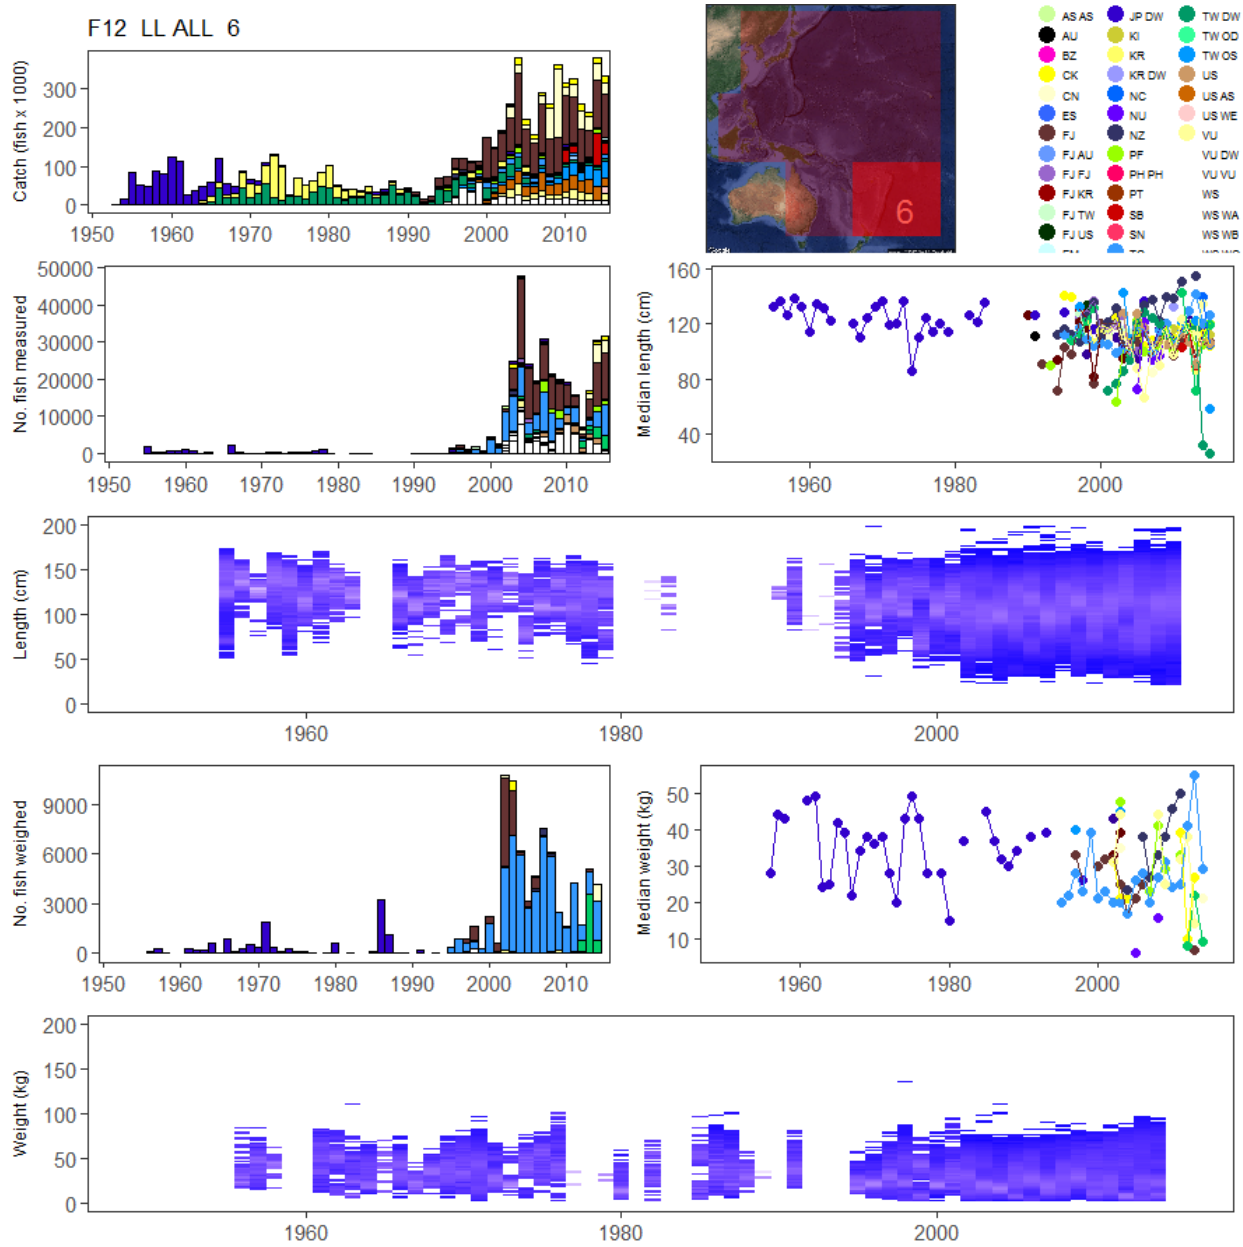 F12 LL ALL 6
Catch (fish x 1000)
300
200
100
0
1950 1960 1970 1980 1990 2000 2010
6
AS AS
AU
BZ
CK
CN
ES
FJ
FJ AU
FJ FJ
FJ KR
FJ TW
FJ US
JP DW
KI
KR
KR DW
NC
NU
NZ
PF
PH PH
PT
SB
SN
TW DW
TW OD
TW OS
US
US AS
US WE
VU
VU DW
VU VU
WS
WS WA
WS WB
No. fish measured
50000
40000
30000
20000
10000
0
1950 1960 1970 1980 1990 2000 2010
Median length (cm)
160
120
80
40
1960 1980 2000
Length (cm)
200
150
100
50
0
1960 1980 2000
No. fish weighed
9000
6000
3000
0
1950 1960 1970 1980 1990 2000 2010
Median weight (kg)
50
40
30
20
10
1960 1980 2000
Weight (kg)
200
150
100
50
0
1960 1980 2000